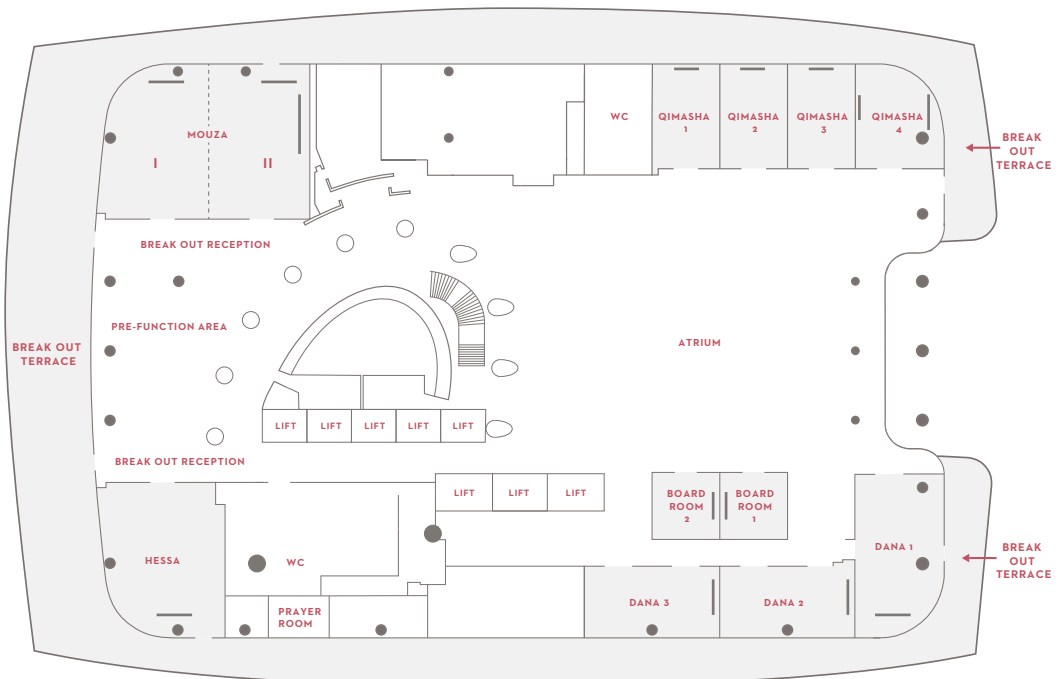 MOUZA
I
II
WC
QIMASHA
1
QIMASHA
2
QIMASHA
3
QIMASHA
4
BREAK
OUT
TERRACE
BREAK OUT RECEPTION
PRE-FUNCTION AREA
BREAK OUT
TERRACE
ATRIUM
LIFT
LIFT
LIFT
LIFT
LIFT
BREAK OUT RECEPTION
LIFT
LIFT
LIFT
BOARD
ROOM
2
BOARD
ROOM
1
HESSA
WC
DANA 1
BREAK
OUT
TERRACE
PRAYER
ROOM
DANA 3
DANA 2